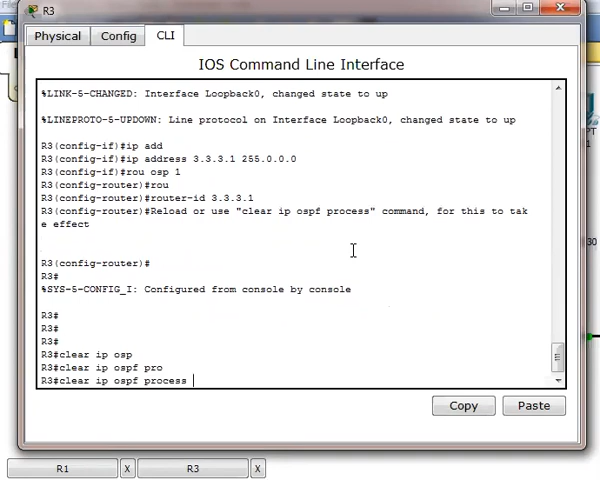 R3
Physical
Config
CLI
IOS Command Line Interface
%LINK-5-CHANGED: Interface Loopback0, changed state to up
%LINEPROTO-5-UPDOWN: Line protocol on Interface Loopback0, changed state to up
R3(config-if)#ip add
R3(config-if)#ip address 3.3.3.1 255.0.0.0
R3(config-if)#rou osp 1
R3(config-router)#rou
R3(config-router)#router-id 3.3.3.1
R3(config-router)#Reload or use "clear ip ospf process" command, for this to tak
e effect
R3(config-router)#
R3#
%SYS-5-CONFIG_I: Configured from console by console
R3#
R3#
R3#
R3#clear ip osp
R3#clear ip ospf pro
R3#clear ip ospf process
Copy
Paste
R1
X
R3
X
PT
1
30